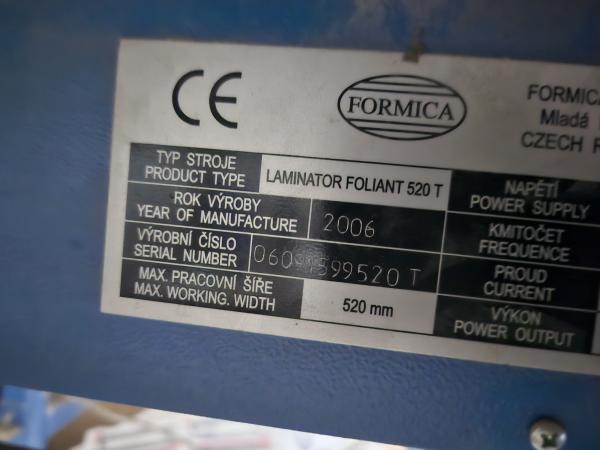 CE
FORMICA
FORMICA
Mladá
CZECH R
TYP STROJE
PRODUCT TYPE
LAMINATOR FOLIANT 520 T
NAPĚTÍ
POWER SUPPLY
ROK VÝROBY
YEAR OF MANUFACTURE
2006
KMITOČET
FREQUENCE
VÝROBNÍ ČÍSLO
SERIAL NUMBER
PROUD
CURRENT
MAX. PRACOVNÍ ŠÍŘE
MAX. WORKING. WIDTH
520 mm
VÝKON
POWER OUTPUT